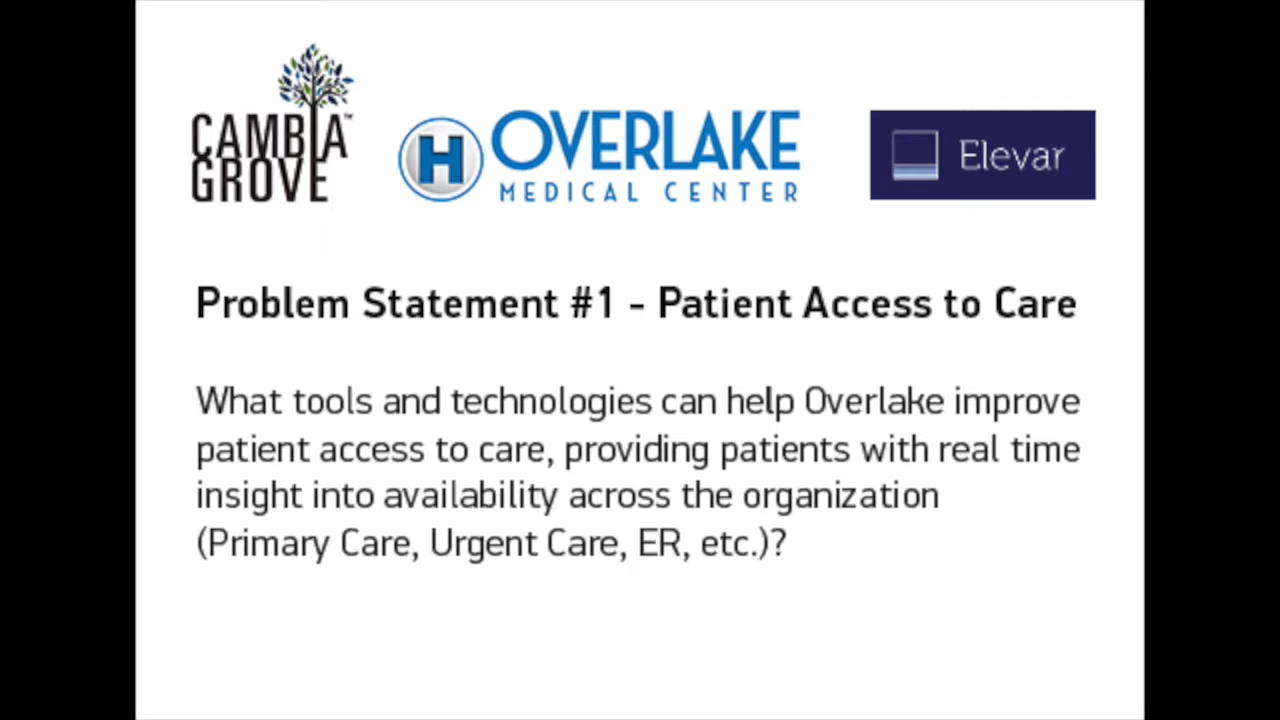 CAMBIA™
GROVE
H OVERLAKE
MEDICAL CENTER
Elevar
Problem Statement #1 - Patient Access to Care
What tools and technologies can help Overlake improve
patient access to care, providing patients with real time
insight into availability across the organization
(Primary Care, Urgent Care, ER, etc.)?